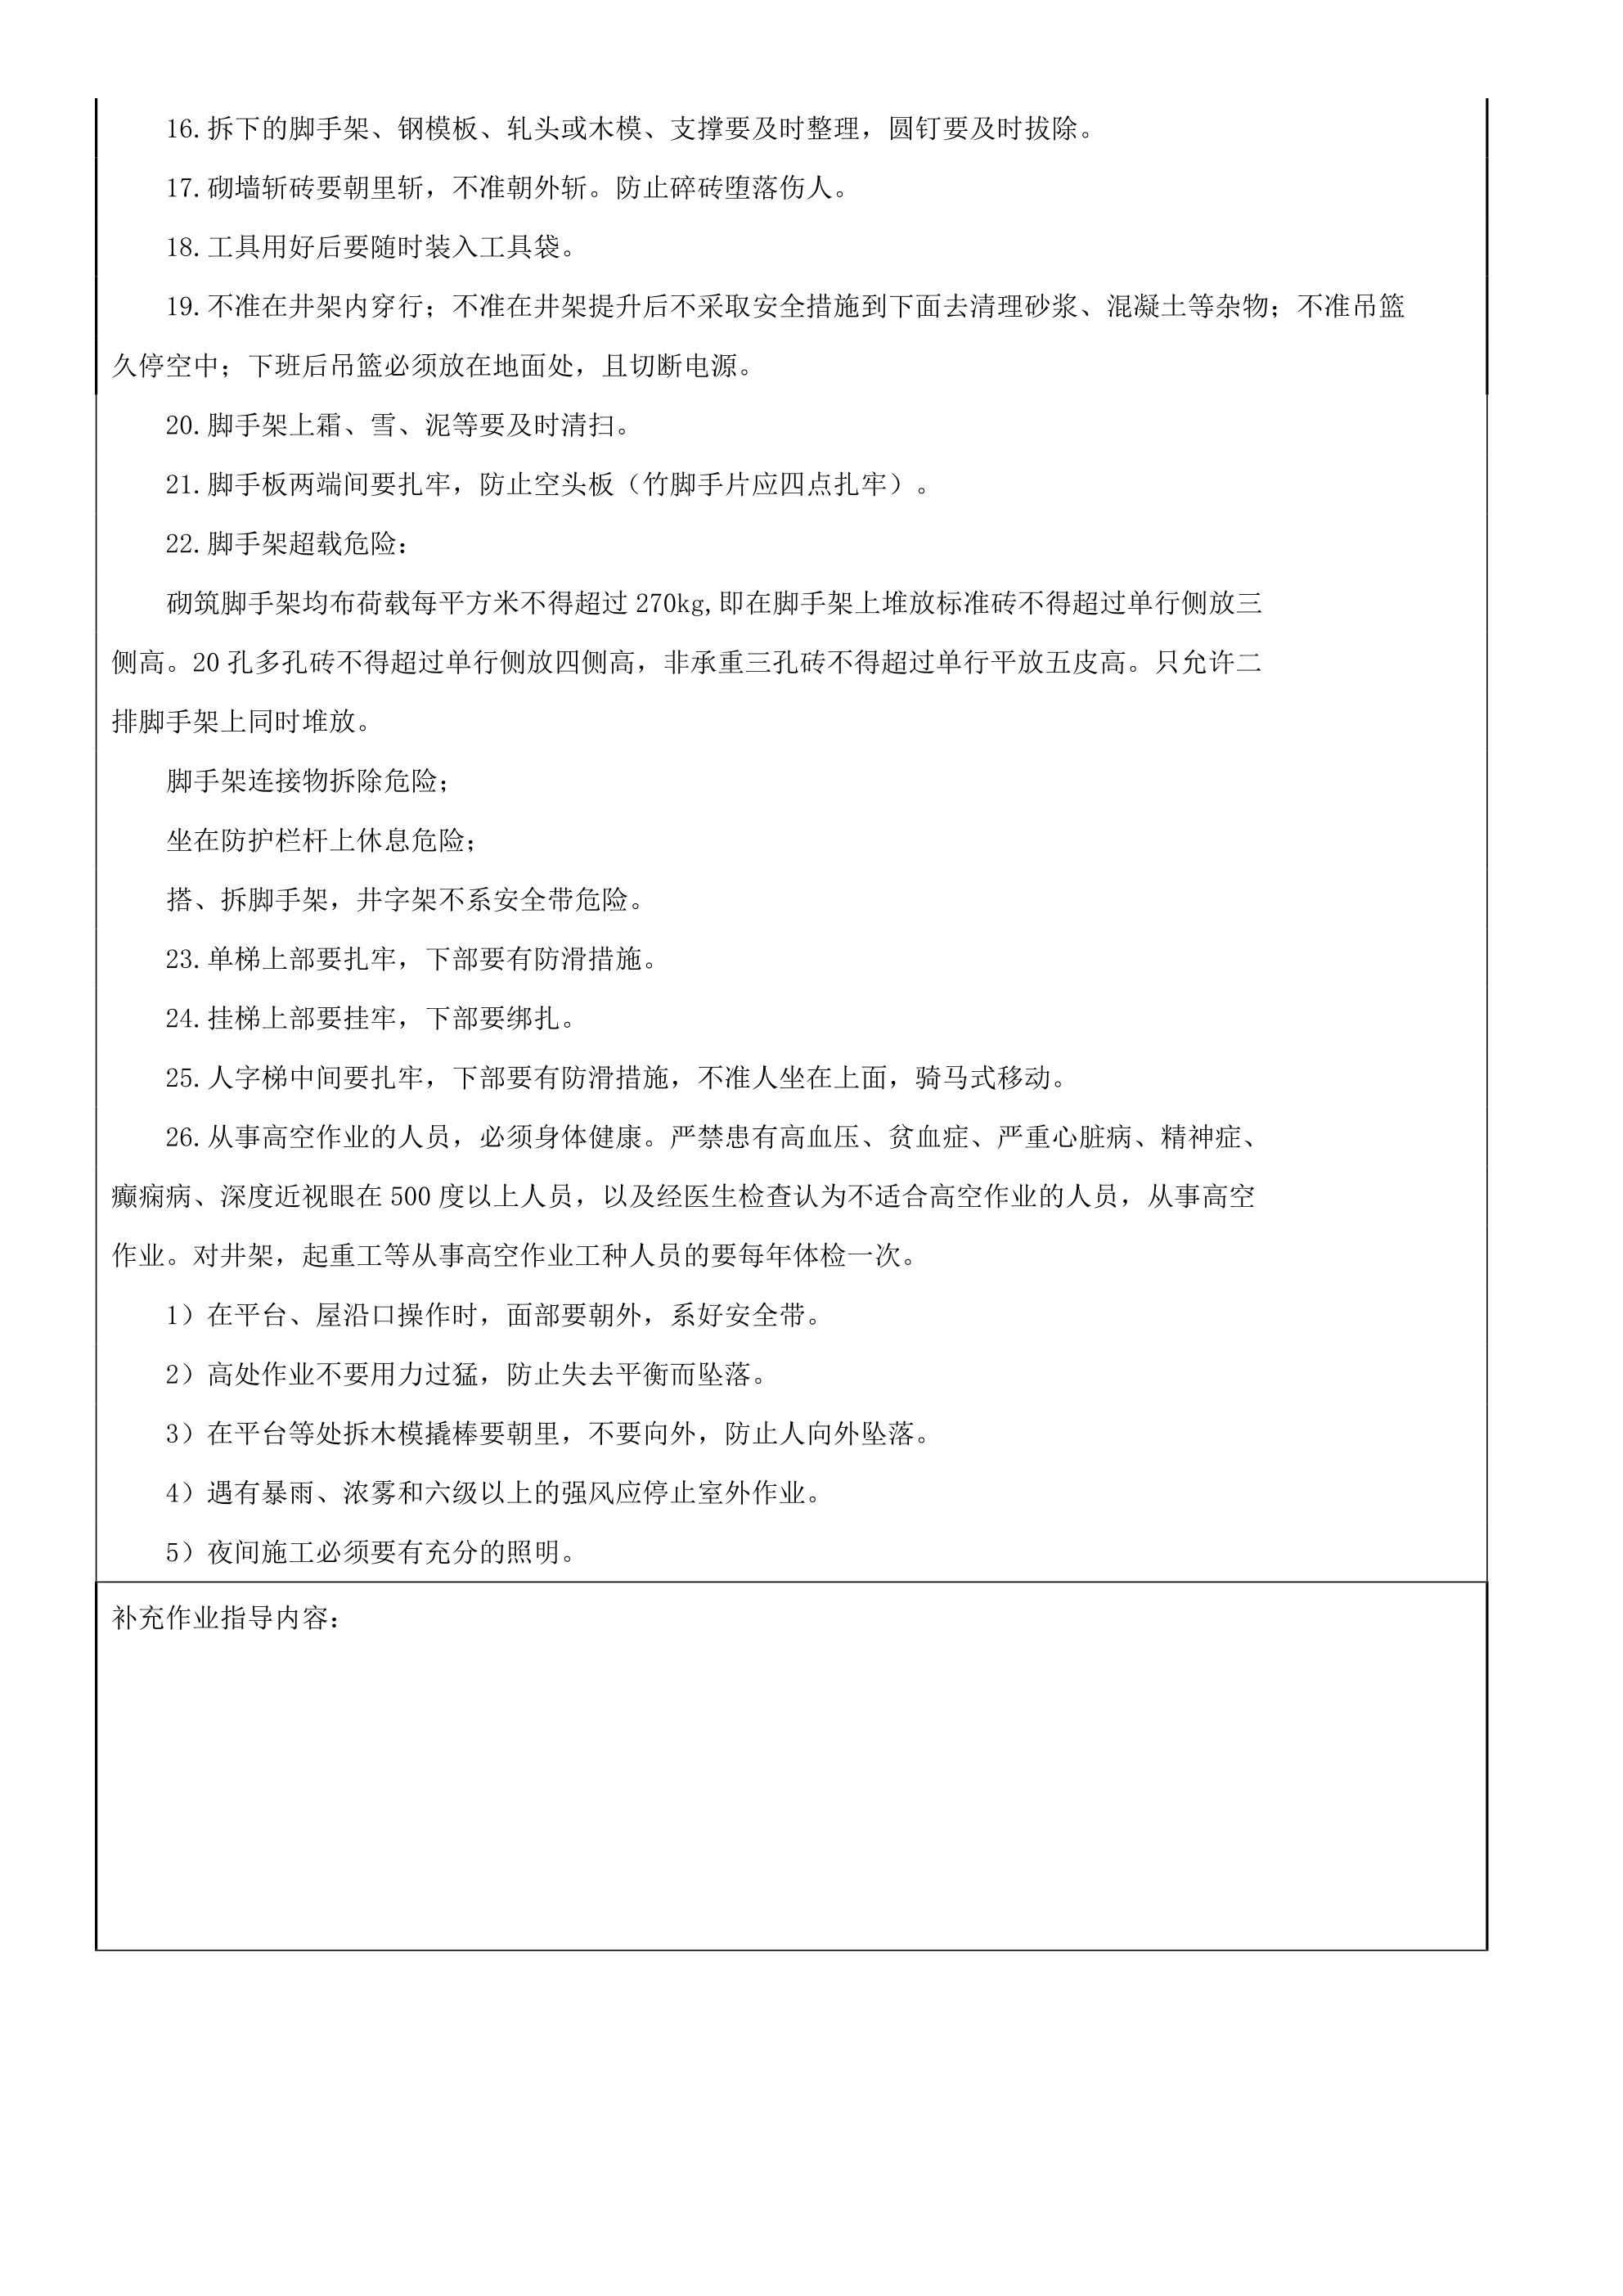 16.拆下的脚手架、钢模板、轧头或木模、支撑要及时整理，圆钉要及时拔除。
17.砌墙斩砖要朝里斩，不准朝外斩。防止碎砖堕落伤人。
18.工具用好后要随时装入工具袋。
19.不准在井架内穿行；不准在井架提升后不采取安全措施到下面去清理砂浆、混凝土等杂物；不准吊篮
久停空中；下班后吊篮必须放在地面处，且切断电源。
20.脚手架上霜、雪、泥等要及时清扫。
21.脚手板两端间要扎牢，防止空头板（竹脚手片应四点扎牢）。
22.脚手架超载危险：
砌筑脚手架均布荷载每平方米不得超过 270kg,即在脚手架上堆放标准砖不得超过单行侧放三
侧高。20 孔多孔砖不得超过单行侧放四侧高，非承重三孔砖不得超过单行平放五皮高。只允许二
排脚手架上同时堆放。
脚手架连接物拆除危险；
坐在防护栏杆上休息危险；
搭、拆脚手架，井字架不系安全带危险。
23.单梯上部要扎牢，下部要有防滑措施。
24.挂梯上部要挂牢，下部要绑扎。
25.人字梯中间要扎牢，下部要有防滑措施，不准人坐在上面，骑马式移动。
26.从事高空作业的人员，必须身体健康。严禁患有高血压、贫血症、严重心脏病、精神症、
癫痫病、深度近视眼在 500 度以上人员，以及经医生检查认为不适合高空作业的人员，从事高空
作业。对井架，起重工等从事高空作业工种人员的要每年体检一次。
1）在平台、屋沿口操作时，面部要朝外，系好安全带。
2）高处作业不要用力过猛，防止失去平衡而坠落。
3）在平台等处拆木模撬棒要朝里，不要向外，防止人向外坠落。
4）遇有暴雨、浓雾和六级以上的强风应停止室外作业。
5）夜间施工必须要有充分的照明。
补充作业指导内容：